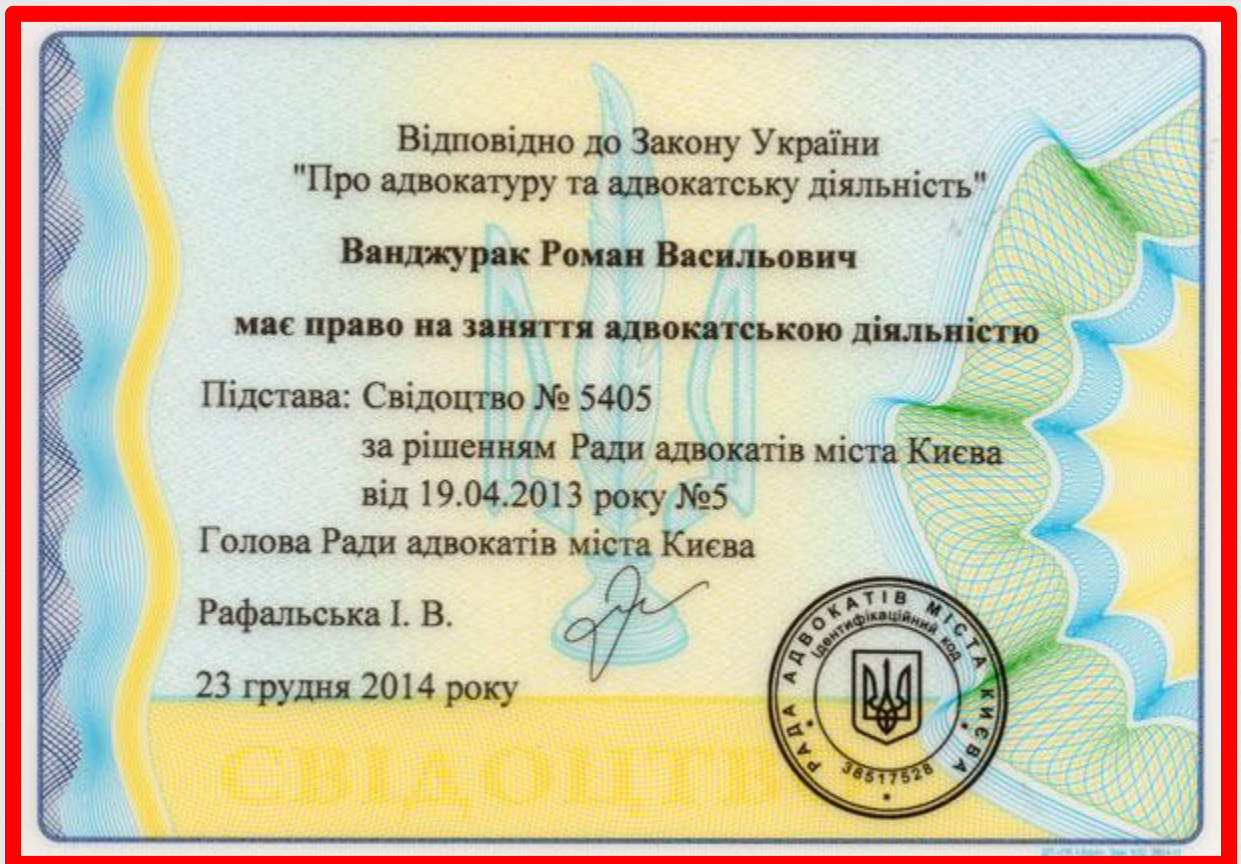 Відповідно до Закону України
"Про адвокатуру та адвокатську діяльність"
Ванджурак Роман Васильович
має право на заняття адвокатською діяльністю
Підстава: Свідоцтво № 5405
за рішенням Ради адвокатів міста Києва
від 19.04.2013 року №5
Голова Ради адвокатів міста Києва
Рафальська І. В.
23 грудня 2014 року
РАДА АДВОКАТІВ МІСТА КИЄВА
Ідентифікаційний код
38517528
СВІДОЦТВ